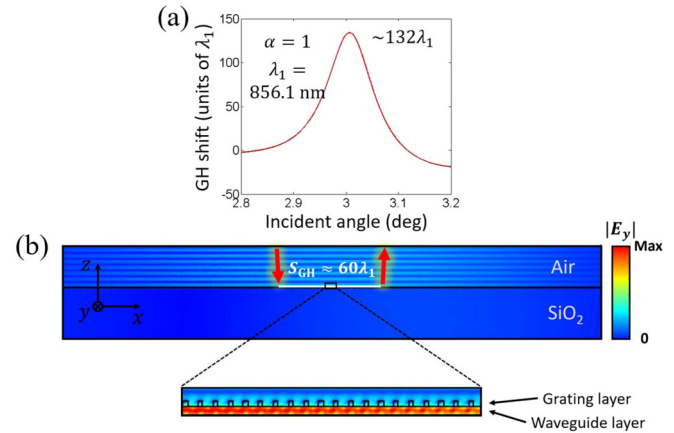 (a)
GH shift (units of λ₁)
150
100
50
0
-50
α = 1
λ₁ =
856.1 nm
~132λ₁
2.8 2.9 3 3.1 3.2
Incident angle (deg)
(b)
|E_y|
Max
0
z
y
x
S_GH ≈ 60λ₁
Air
SiO₂
Grating layer
Waveguide layer